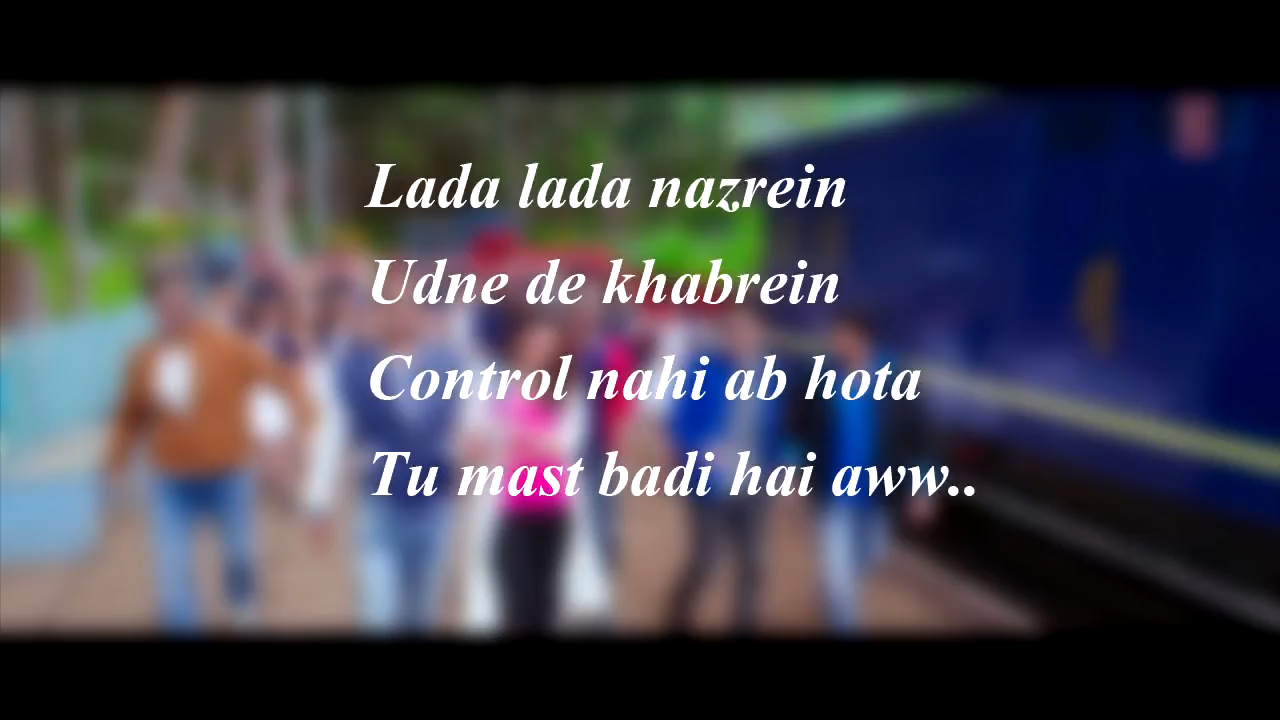 Lada lada nazrein
Udne de khabrein
Control nahi ab hota
Tu mast badi hai aww..